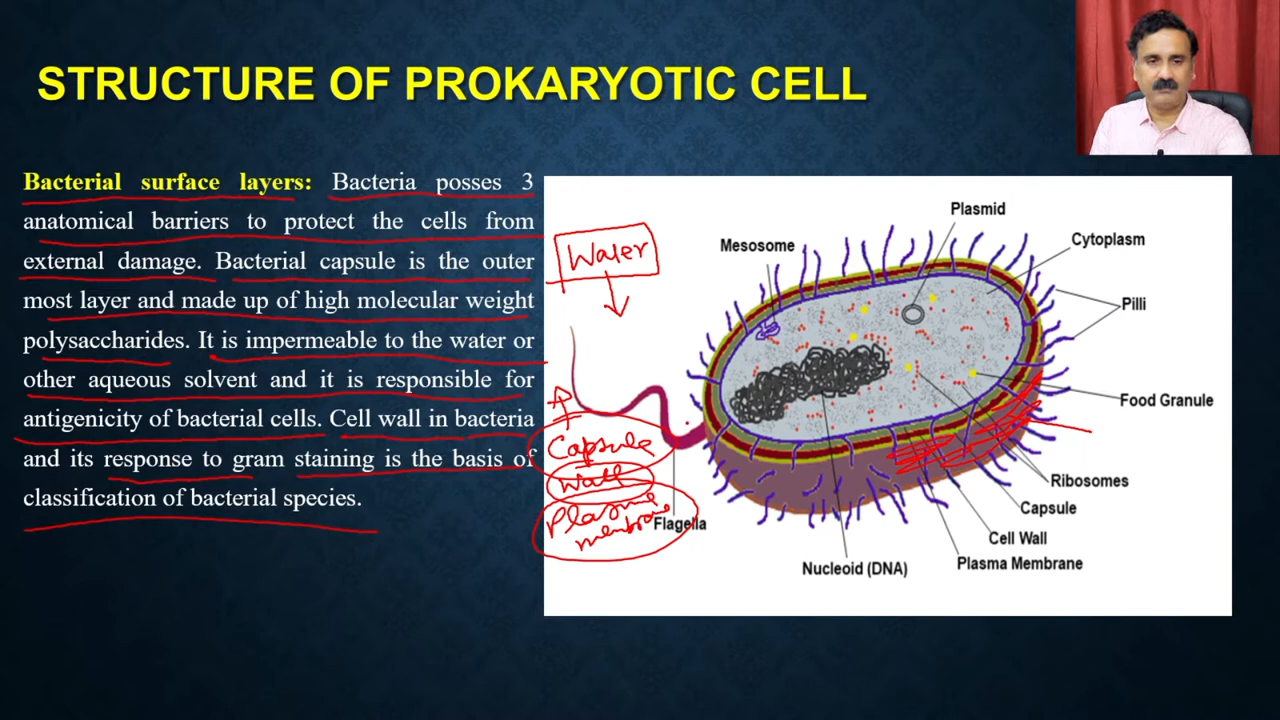 STRUCTURE OF PROKARYOTIC CELL
Bacterial surface layers: Bacteria posses 3
anatomical barriers to protect the cells from
external damage. Bacterial capsule is the outer
most layer and made up of high molecular weight
polysaccharides. It is impermeable to the water or
other aqueous solvent and it is responsible for
antigenicity of bacterial cells. Cell wall in bacteria
and its response to gram staining is the basis of
classification of bacterial species.
Water
Capsule
Wall
Plasma
membrane
Plasmid
Mesosome
Cytoplasm
Pilli
Food Granule
Ribosomes
Capsule
Cell Wall
Plasma Membrane
Nucleoid (DNA)
Flagella